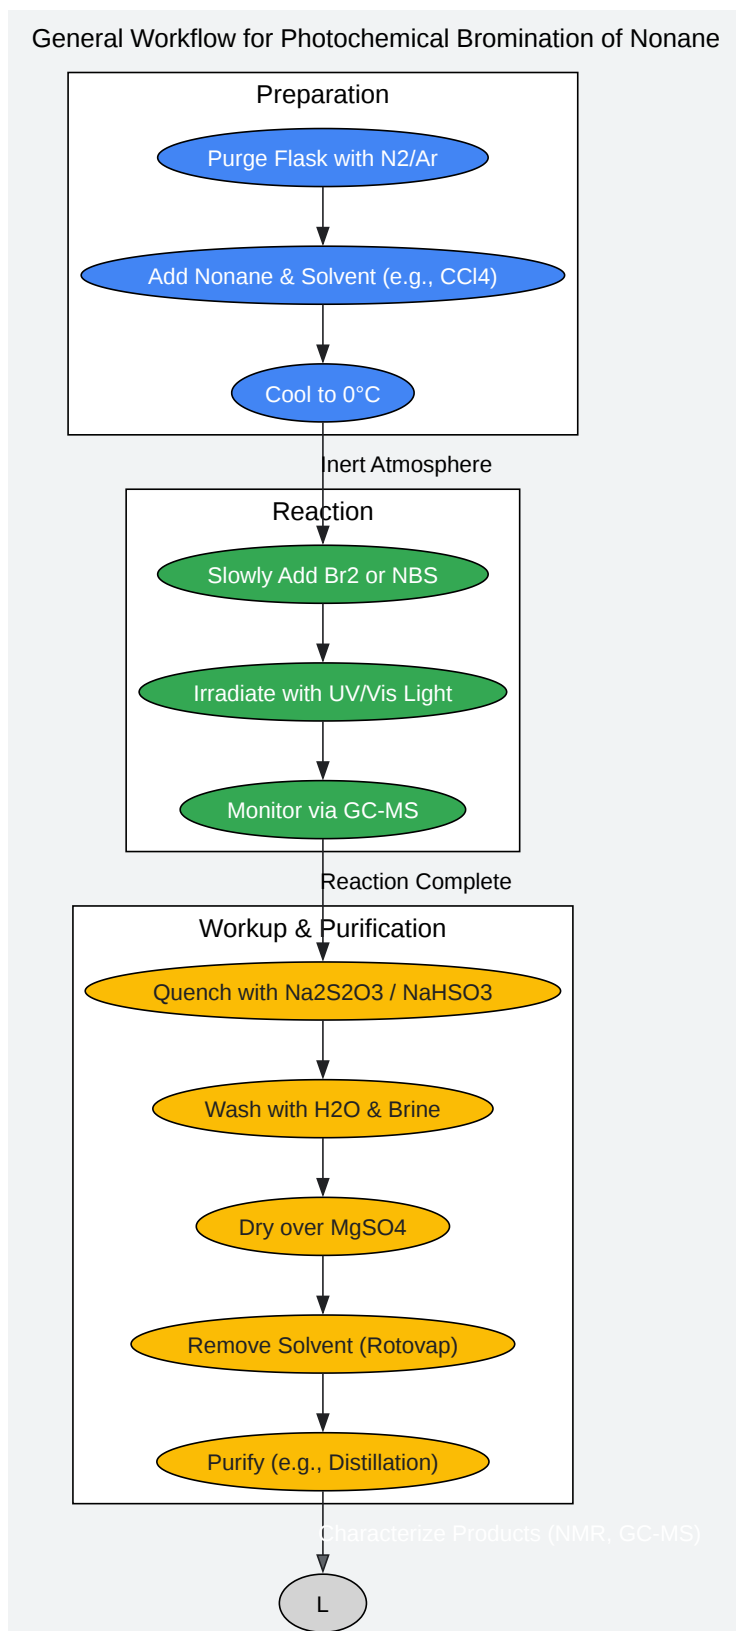 General Workflow for Photochemical Bromination of Nonane
Preparation
Purge Flask with N2/Ar
Add Nonane & Solvent (e.g., CCl4)
Cool to 0°C
Inert Atmosphere
Reaction
Slowly Add Br2 or NBS
Irradiate with UV/Vis Light
Monitor via GC-MS
Reaction Complete
Workup & Purification
Quench with Na2S2O3 / NaHSO3
Wash with H2O & Brine
Dry over MgSO4
Remove Solvent (Rotovap)
Purify (e.g., Distillation)
Characterize Products (NMR, GC-MS)
L